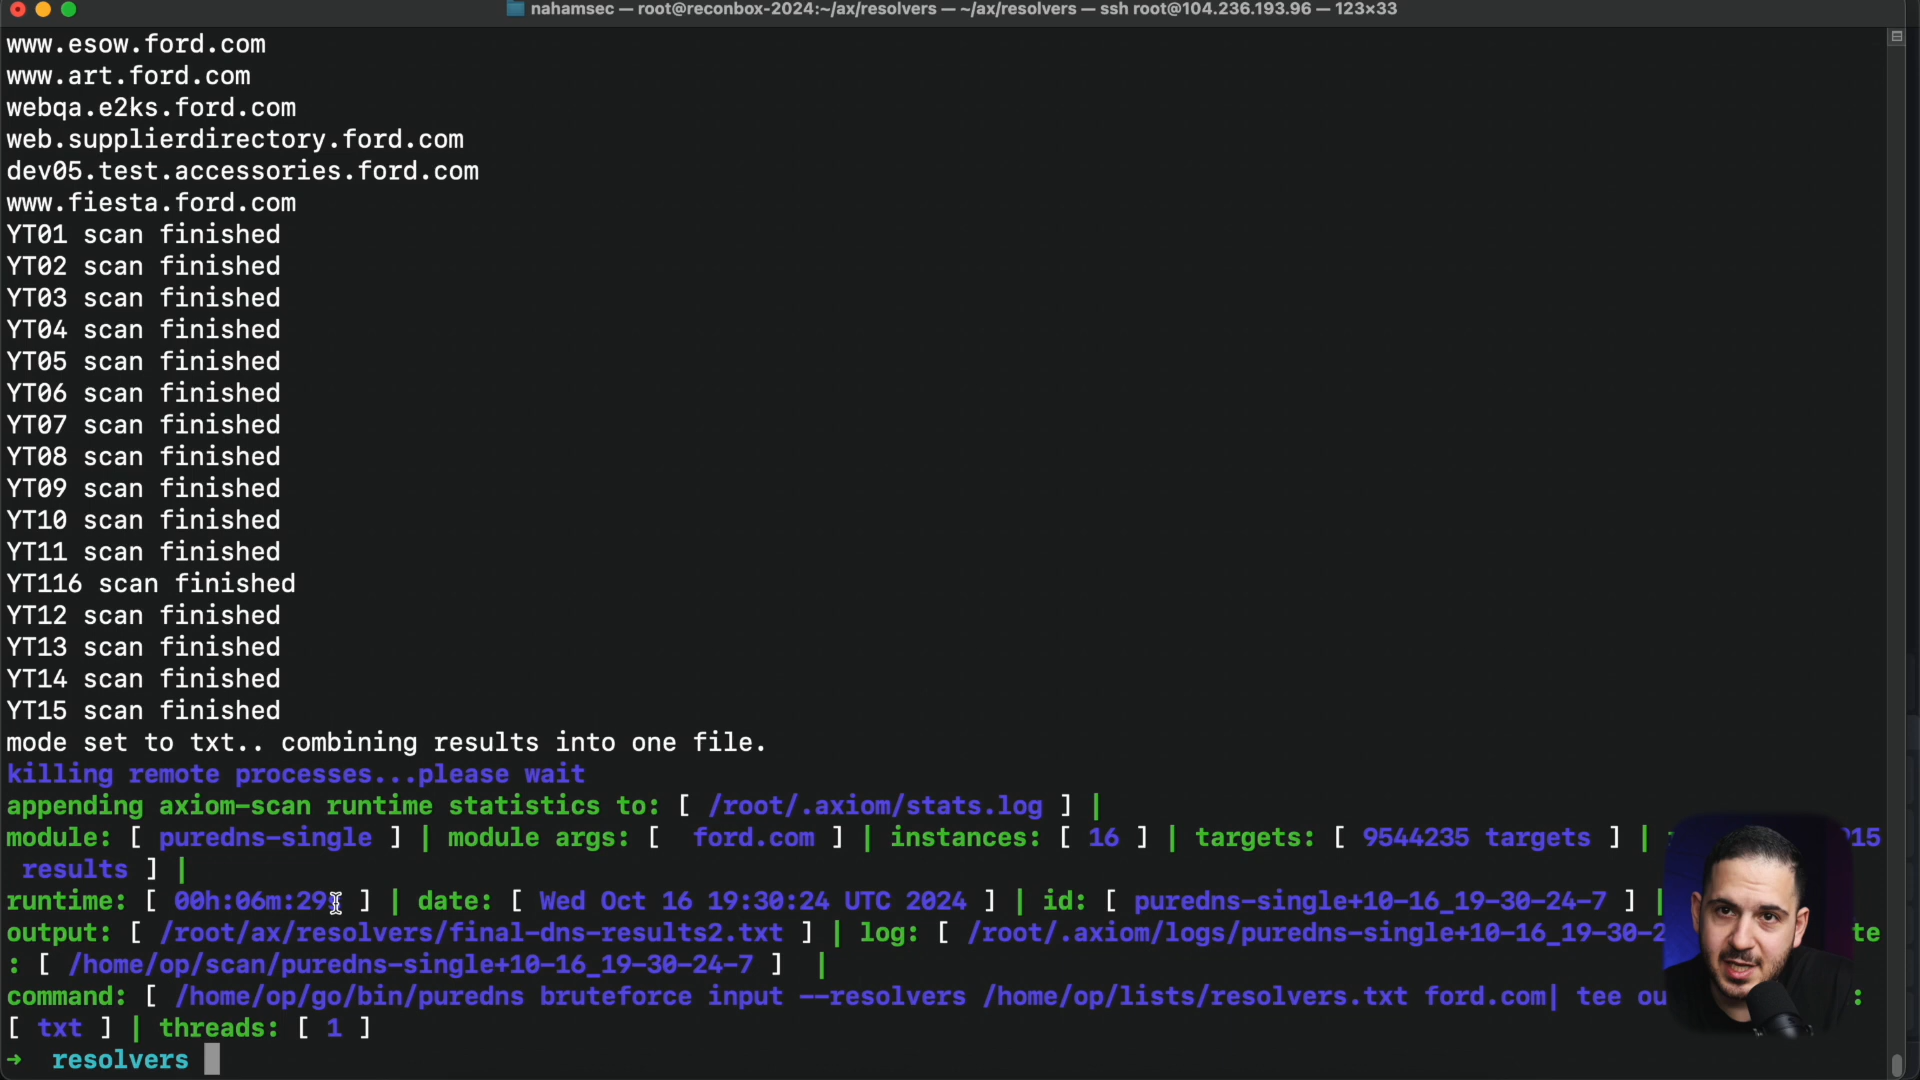 nahamsec — root@reconbox-2024:~/ax/resolvers — ~/ax/resolvers — ssh root@104.236.193.96 — 123×33
www.esow.ford.com
www.art.ford.com
webqa.e2ks.ford.com
web.supplierdirectory.ford.com
dev05.test.accessories.ford.com
www.fiesta.ford.com
YT01 scan finished
YT02 scan finished
YT03 scan finished
YT04 scan finished
YT05 scan finished
YT06 scan finished
YT07 scan finished
YT08 scan finished
YT09 scan finished
YT10 scan finished
YT11 scan finished
YT116 scan finished
YT12 scan finished
YT13 scan finished
YT14 scan finished
YT15 scan finished
mode set to txt.. combining results into one file.
killing remote processes...please wait
appending axiom-scan runtime statistics to: [ /root/.axiom/stats.log ] |
module: [ puredns-single ] | module args: [  ford.com ] | instances: [ 16 ] | targets: [ 9544235 targets ] | 15
results ] |
runtime: [ 00h:06m:29 ] | date: [ Wed Oct 16 19:30:24 UTC 2024 ] | id: [ puredns-single+10-16_19-30-24-7 ] |
output: [ /root/ax/resolvers/final-dns-results2.txt ] | log: [ /root/.axiom/logs/puredns-single+10-16_19-30-2 te
: [ /home/op/scan/puredns-single+10-16_19-30-24-7 ]  |
command: [ /home/op/go/bin/puredns bruteforce input --resolvers /home/op/lists/resolvers.txt ford.com| tee ou :
[ txt ] | threads: [ 1 ]
→ resolvers